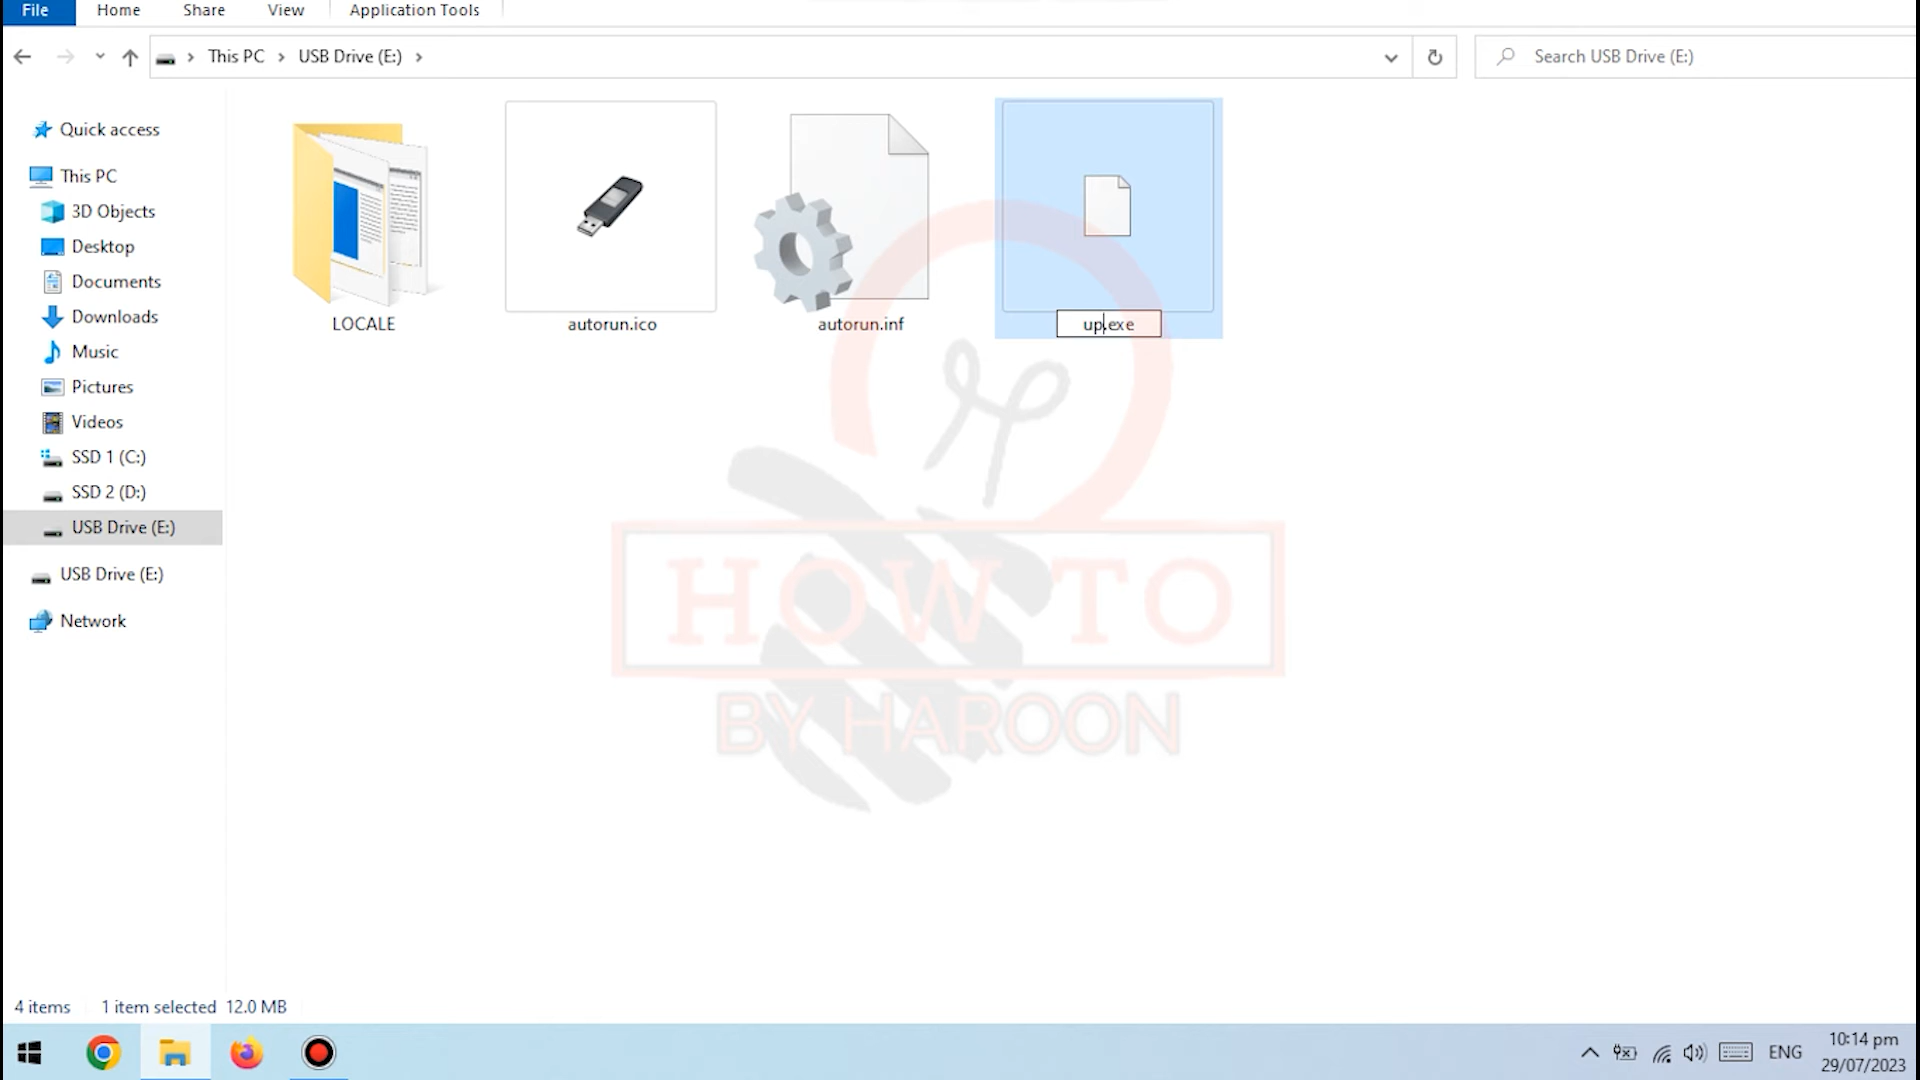 File Home Share View Application Tools
This PC USB Drive (E:) Search USB Drive (E:)
Quick access
This PC
3D Objects
Desktop
Documents
Downloads
Music
Pictures
Videos
SSD 1 (C:)
SSD 2 (D:)
USB Drive (E:)
USB Drive (E:)
Network
LOCALE autorun.ico autorun.inf up.exe
HOW TO
BY HAROON
4 items 1 item selected 12.0 MB
ENG 10:14 pm
29/07/2023